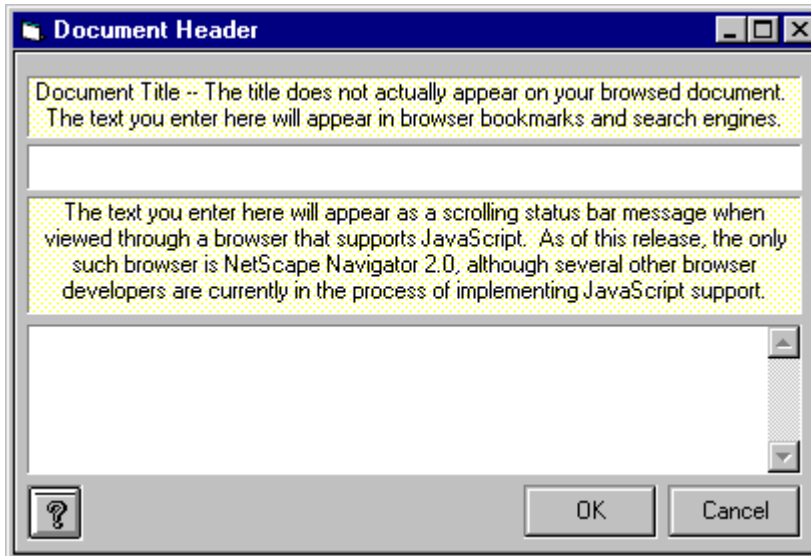 Document Header
Document Title -- The title does not actually appear on your browsed document.
The text you enter here will appear in browser bookmarks and search engines.
The text you enter here will appear as a scrolling status bar message when
viewed through a browser that supports JavaScript.  As of this release, the only
such browser is NetScape Navigator 2.0, although several other browser
developers are currently in the process of implementing JavaScript support.
?
OK
Cancel